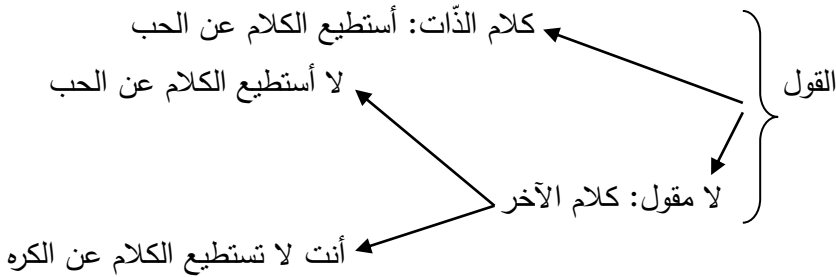 كلام الذّات: أستطيع الكلام عن الحب
لا أستطيع الكلام عن الحب
القول
لا مقول: كلام الآخر
أنت لا تستطيع الكلام عن الكره